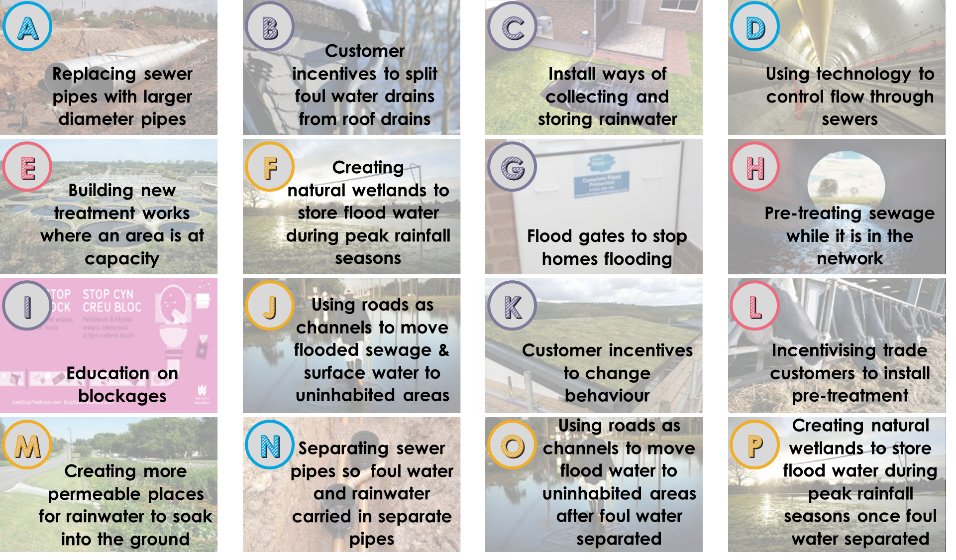 A
Replacing sewer
pipes with larger
diameter pipes
B
Customer
incentives to split
foul water drains
from roof drains
C
Install ways of
collecting and
storing rainwater
D
Using technology to
control flow through
sewers
E
Building new
treatment works
where an area is at
capacity
F
Creating
natural wetlands to
store flood water
during peak rainfall
seasons
G
Flood gates to stop
homes flooding
H
Pre-treating sewage
while it is in the
network
I
STOP CYN
CREU BLOC
Education on
blockages
J
Using roads as
channels to move
flooded sewage &
surface water to
uninhabited areas
K
Customer incentives
to change
behaviour
L
Incentivising trade
customers to install
pre-treatment
M
Creating more
permeable places
for rainwater to soak
into the ground
N
Separating sewer
pipes so foul water
and rainwater
carried in separate
pipes
O
Using roads as
channels to move
flood water to
uninhabited areas
after foul water
separated
P
Creating natural
wetlands to store
flood water during
peak rainfall
seasons once foul
water separated